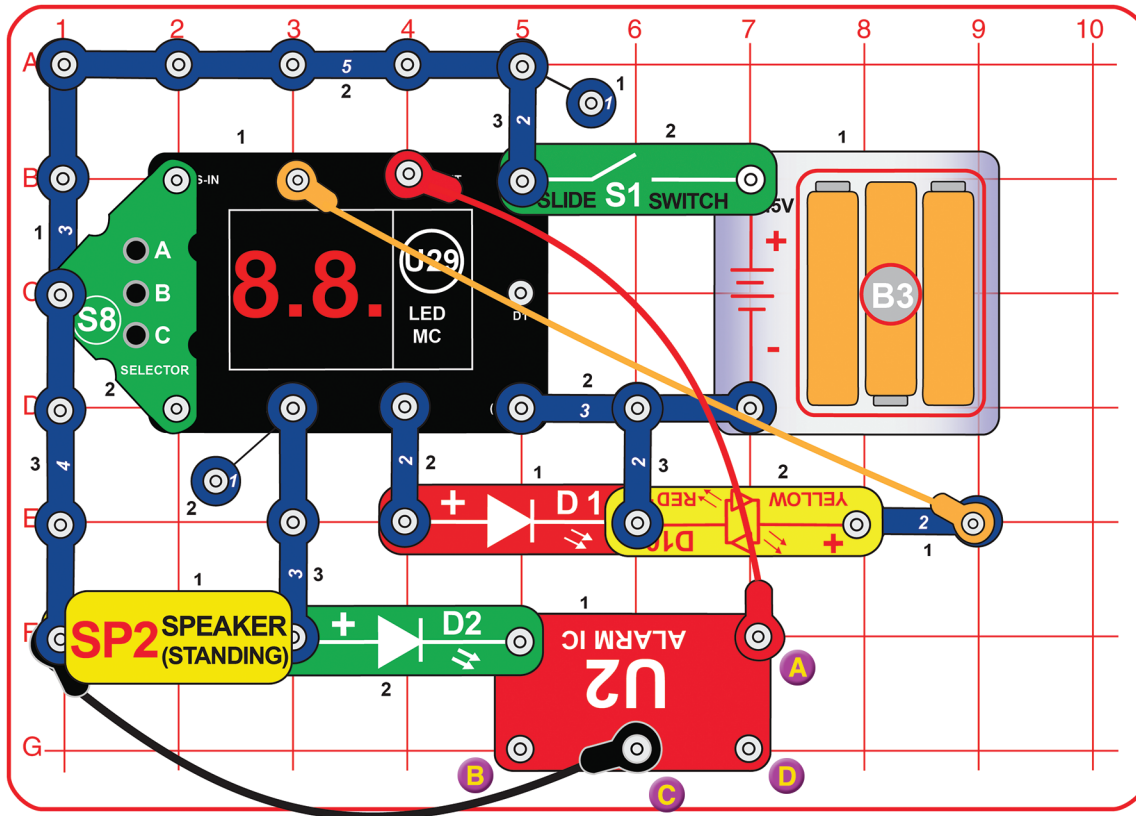 1 2 3 4 5 6 7 8 9 10
A
5
2
1
1
3
2
1
2
1
B
S-IN
SLIDE S1 SWITCH
+
1
3
A
C
B
S8
C
SELECTOR
8.8.
U29
LED
MC
D1
B3
-
2
D
3
4
2
3
1
2
2
2
2
3
1
2
E
+
D 1
RED
YELLOW
D10
+
2
1
3
3
1
F
SP2
SPEAKER
(STANDING)
+
D2
2
1
ALARM IC
U2
A
G
B
C
D